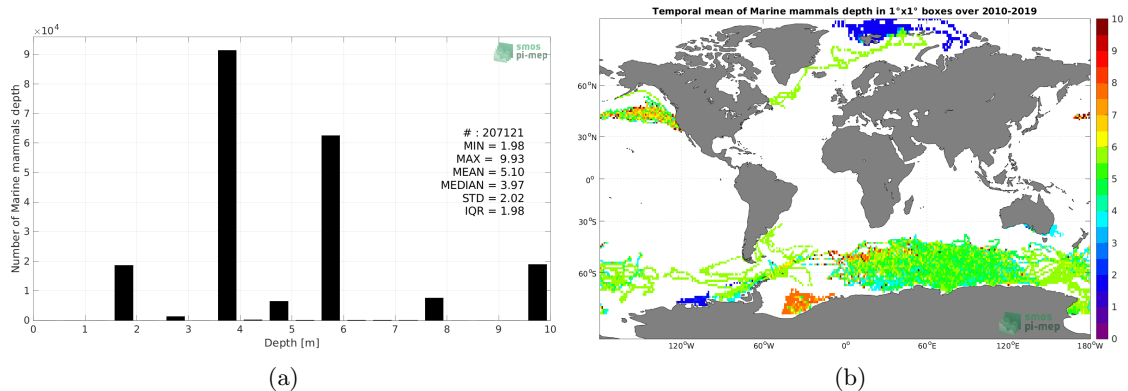 ×10⁴
9
8
7
6
5
4
3
2
1
0
Number of Marine mammals depth
smos
pi-mep
# : 207121
MIN = 1.98
MAX = 9.93
MEAN = 5.10
MEDIAN = 3.97
STD = 2.02
IQR = 1.98
0 1 2 3 4 5 6 7 8 9 10
Depth [m]
(a)
Temporal mean of Marine mammals depth in 1°x1° boxes over 2010-2019
60°N
30°N
0°
30°S
60°S
120°W 60°W 0° 60°E 120°E 180°W
smos
pi-mep
10
9
8
7
6
5
4
3
2
1
0
(b)